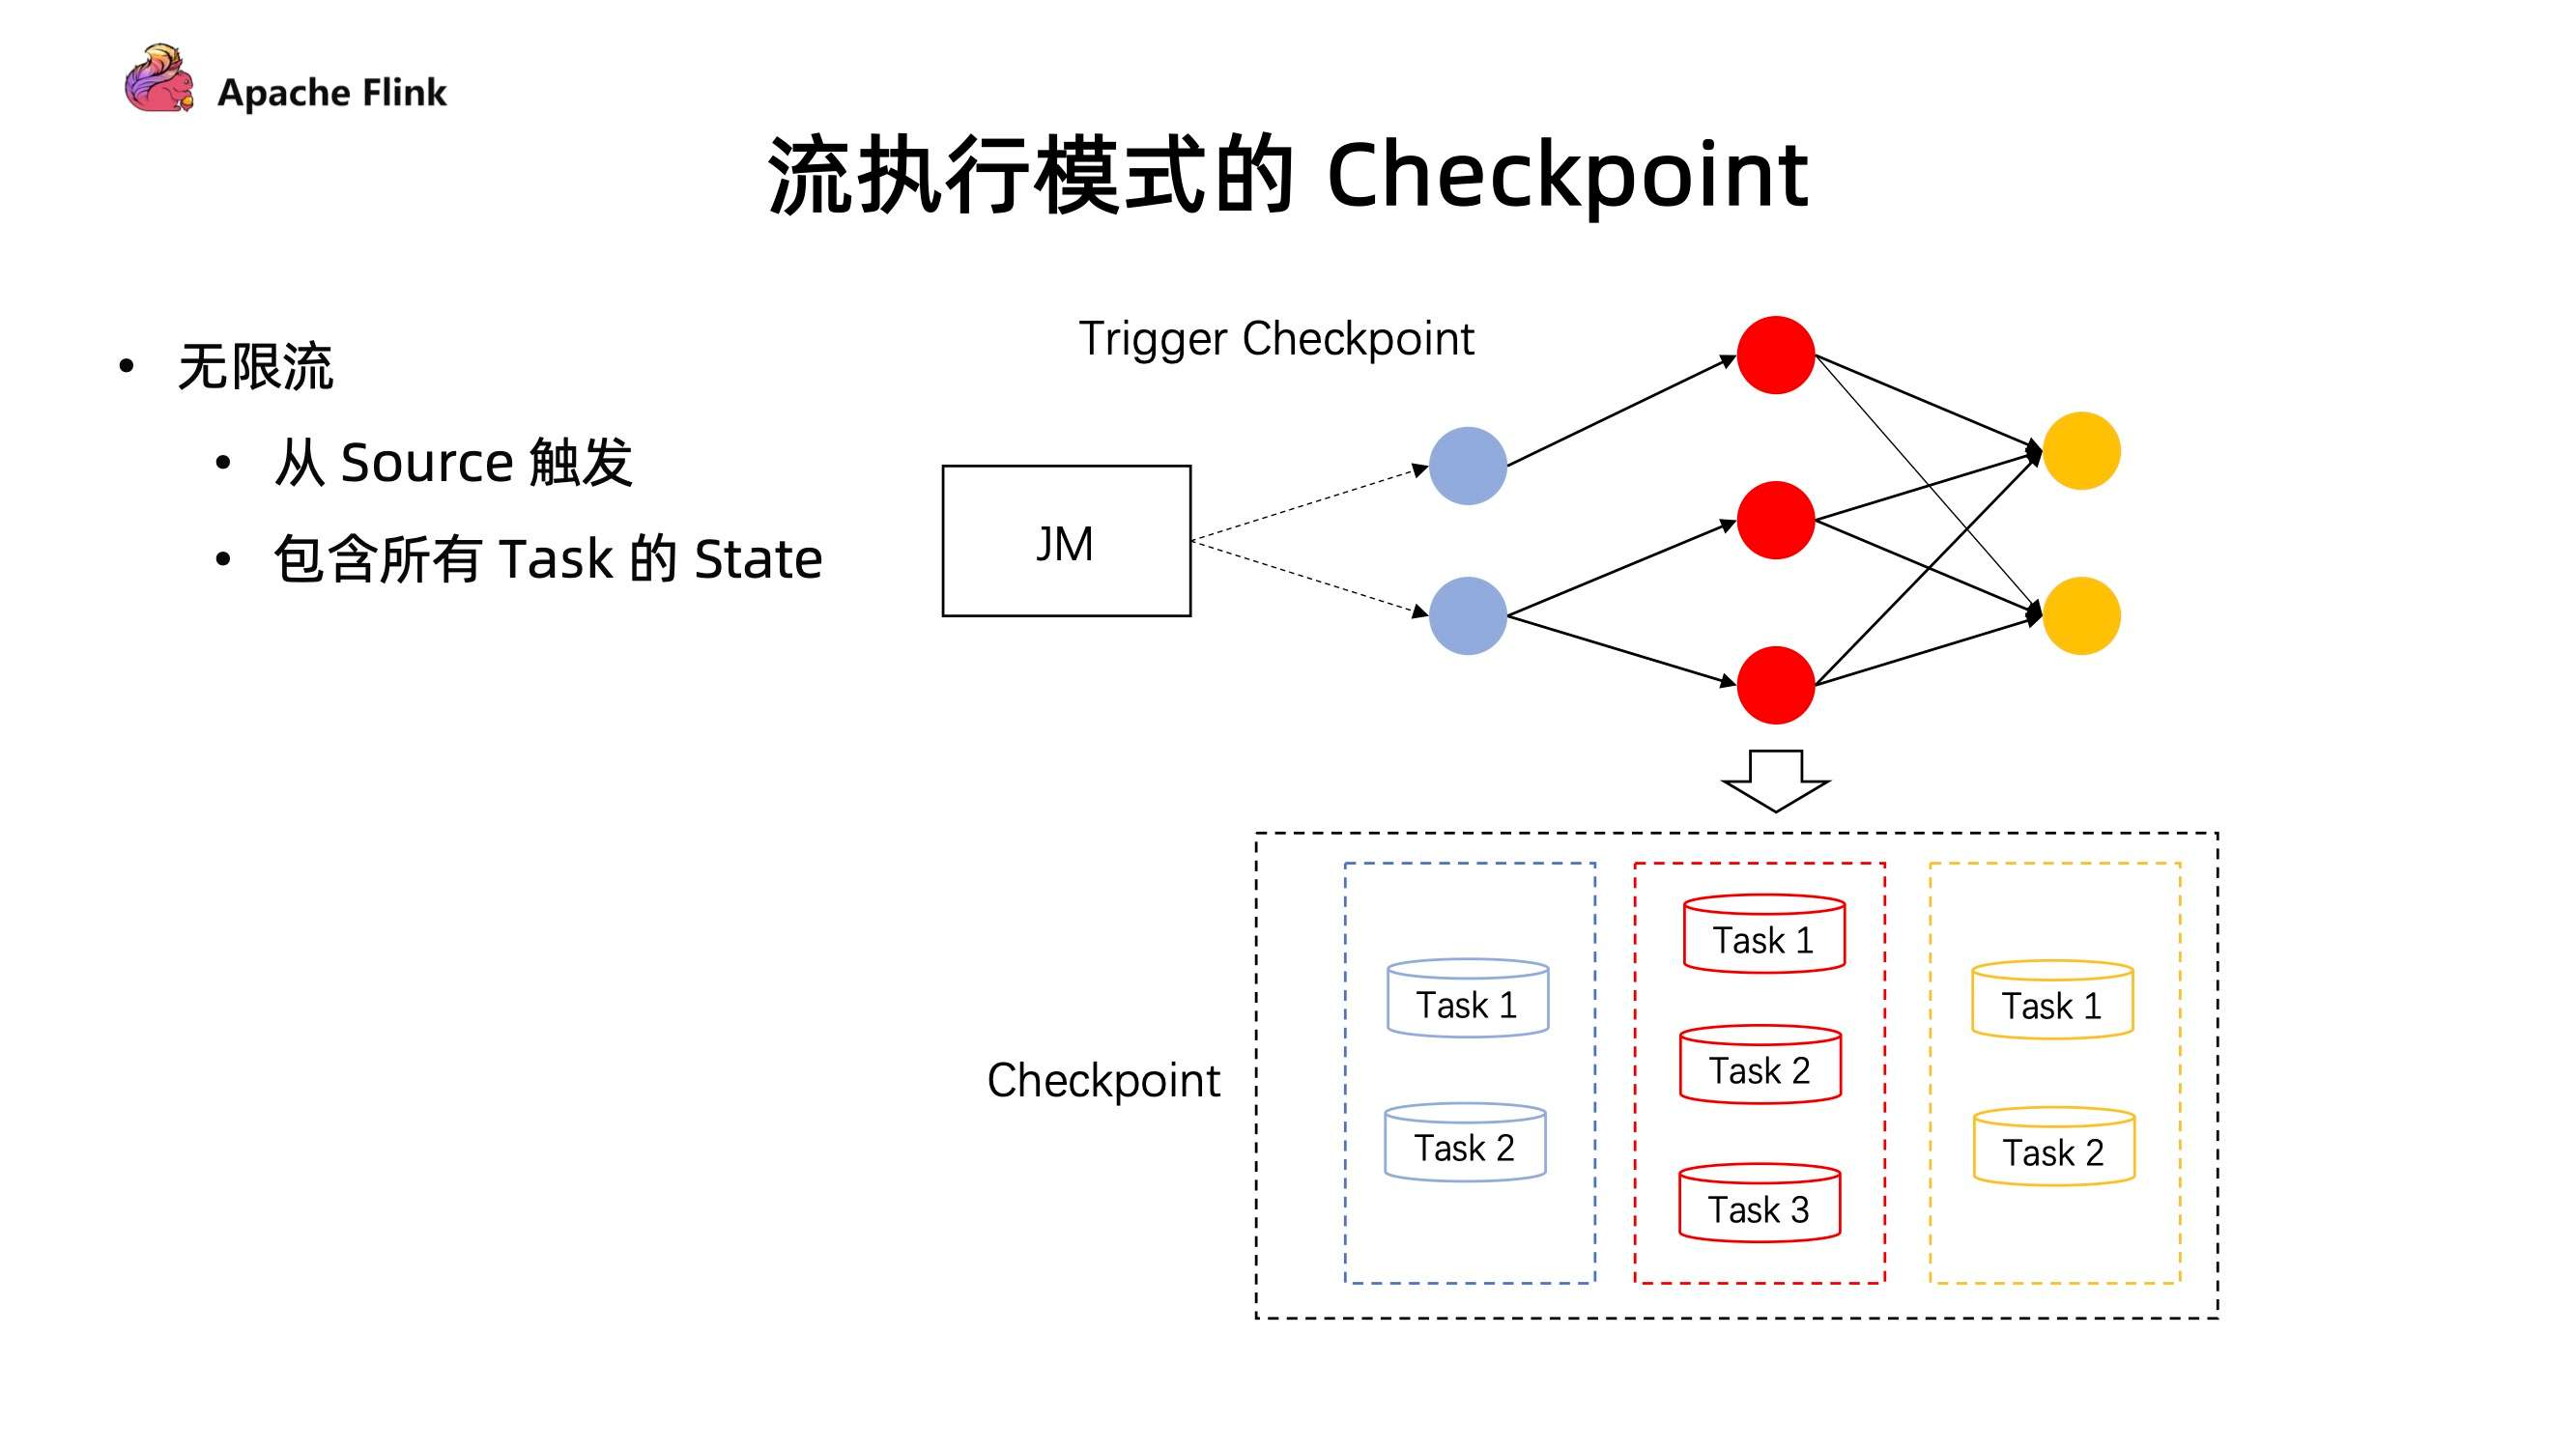 Apache Flink
流执行模式的 Checkpoint
• 无限流
• 从 Source 触发
• 包含所有 Task 的 State
Trigger Checkpoint
JM
Checkpoint
Task 1
Task 2
Task 1
Task 2
Task 3
Task 1
Task 2